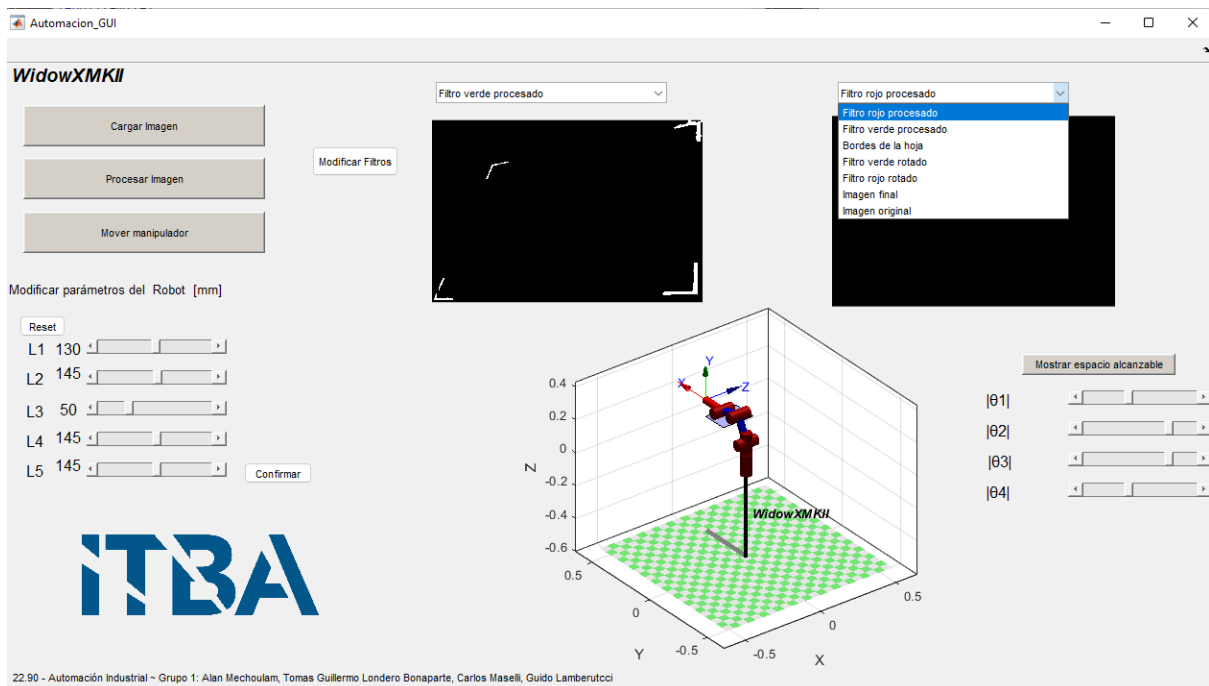 Automacion_GUI
WidowXMKII
Cargar Imagen
Procesar Imagen
Mover manipulador
Modificar Filtros
Filtro verde procesado
Filtro rojo procesado
Filtro rojo procesado
Filtro verde procesado
Bordes de la hoja
Filtro verde rotado
Filtro rojo rotado
Imagen final
Imagen original
Modificar parámetros del Robot [mm]
Reset
L1 130
L2 145
L3 50
L4 145
L5 145
Confirmar
ITBA
0.4
0.2
0
-0.2
-0.4
-0.6
Z
X
Y
Z
WidowXMKII
0.5
0
-0.5
Y
-0.5
0
0.5
X
Mostrar espacio alcanzable
|θ1|
|θ2|
|θ3|
|θ4|
22.90 - Automación Industrial ~ Grupo 1: Alan Mechoulam, Tomas Guillermo Londero Bonaparte, Carlos Maselli, Guido Lamberutcci